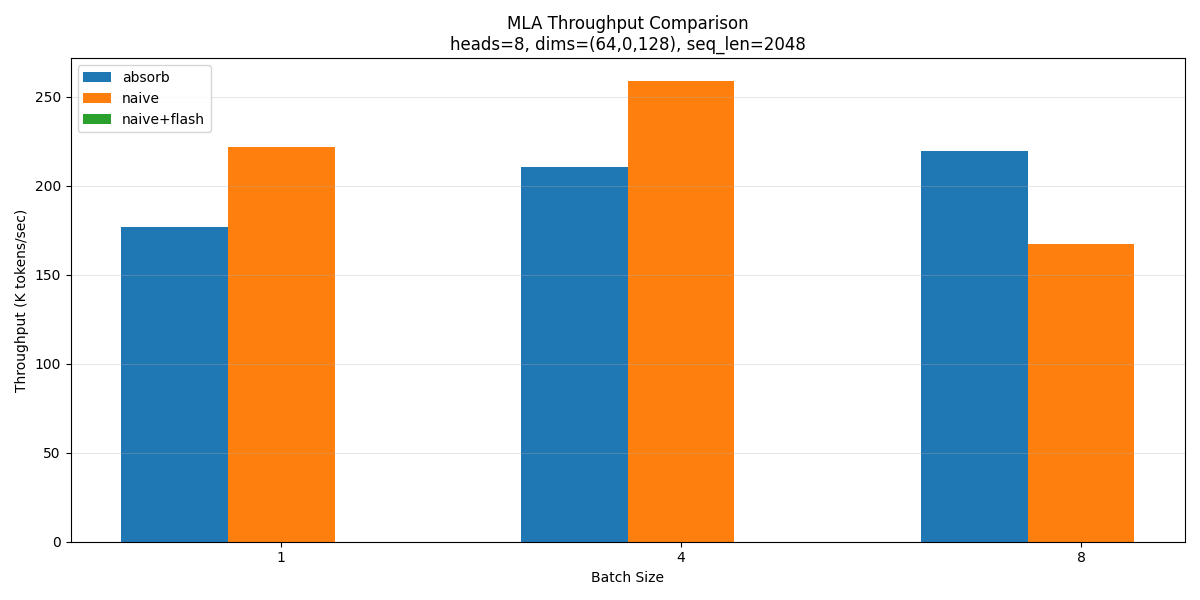 MLA Throughput Comparison
heads=8, dims=(64,0,128), seq_len=2048
absorb
naive
naive+flash
Throughput (K tokens/sec)
250
200
150
100
50
0
1
4
8
Batch Size